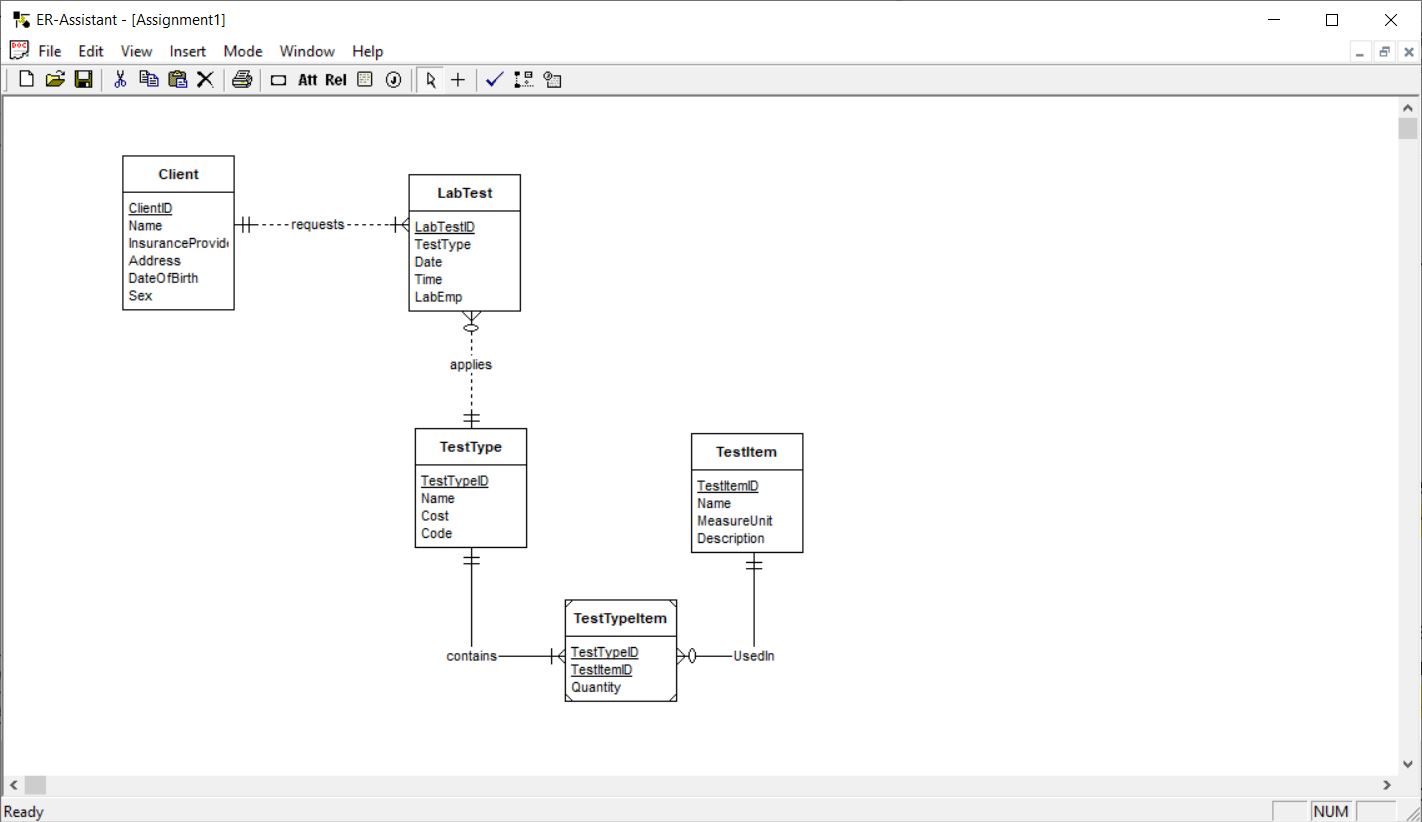 ER-Assistant - [Assignment1]
DOC
File Edit View Insert Mode Window Help
Att Rel J
Client
ClientID
Name
InsuranceProvide
Address
DateOfBirth
Sex
requests
LabTest
LabTestID
TestType
Date
Time
LabEmp
applies
TestType
TestTypeID
Name
Cost
Code
TestItem
TestItemID
Name
MeasureUnit
Description
contains
TestTypeItem
TestTypeID
TestItemID
Quantity
UsedIn
Ready
NUM